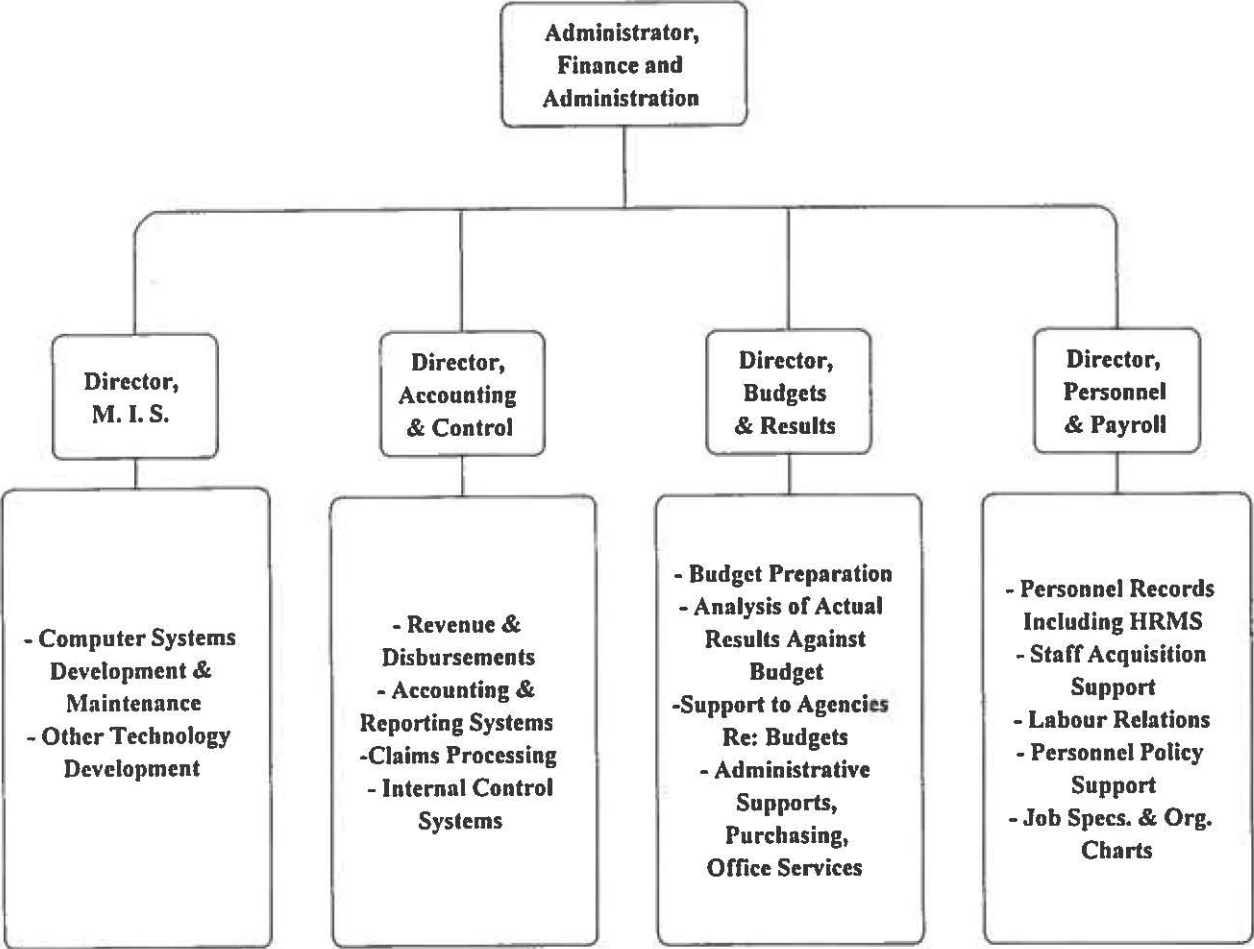 Administrator,
Finance and
Administration
Director,
M. I. S.
Director,
Accounting
& Control
Director,
Budgets
& Results
Director,
Personnel
& Payroll
- Computer Systems
Development &
Maintenance
- Other Technology
Development
- Revenue &
Disbursements
- Accounting &
Reporting Systems
-Claims Processing
- Internal Control
Systems
- Budget Preparation
- Analysis of Actual
Results Against
Budget
-Support to Agencies
Re: Budgets
- Administrative
Supports,
Purchasing,
Office Services
- Personnel Records
Including HRMS
- Staff Acquisition
Support
- Labour Relations
- Personnel Policy
Support
- Job Specs. & Org.
Charts